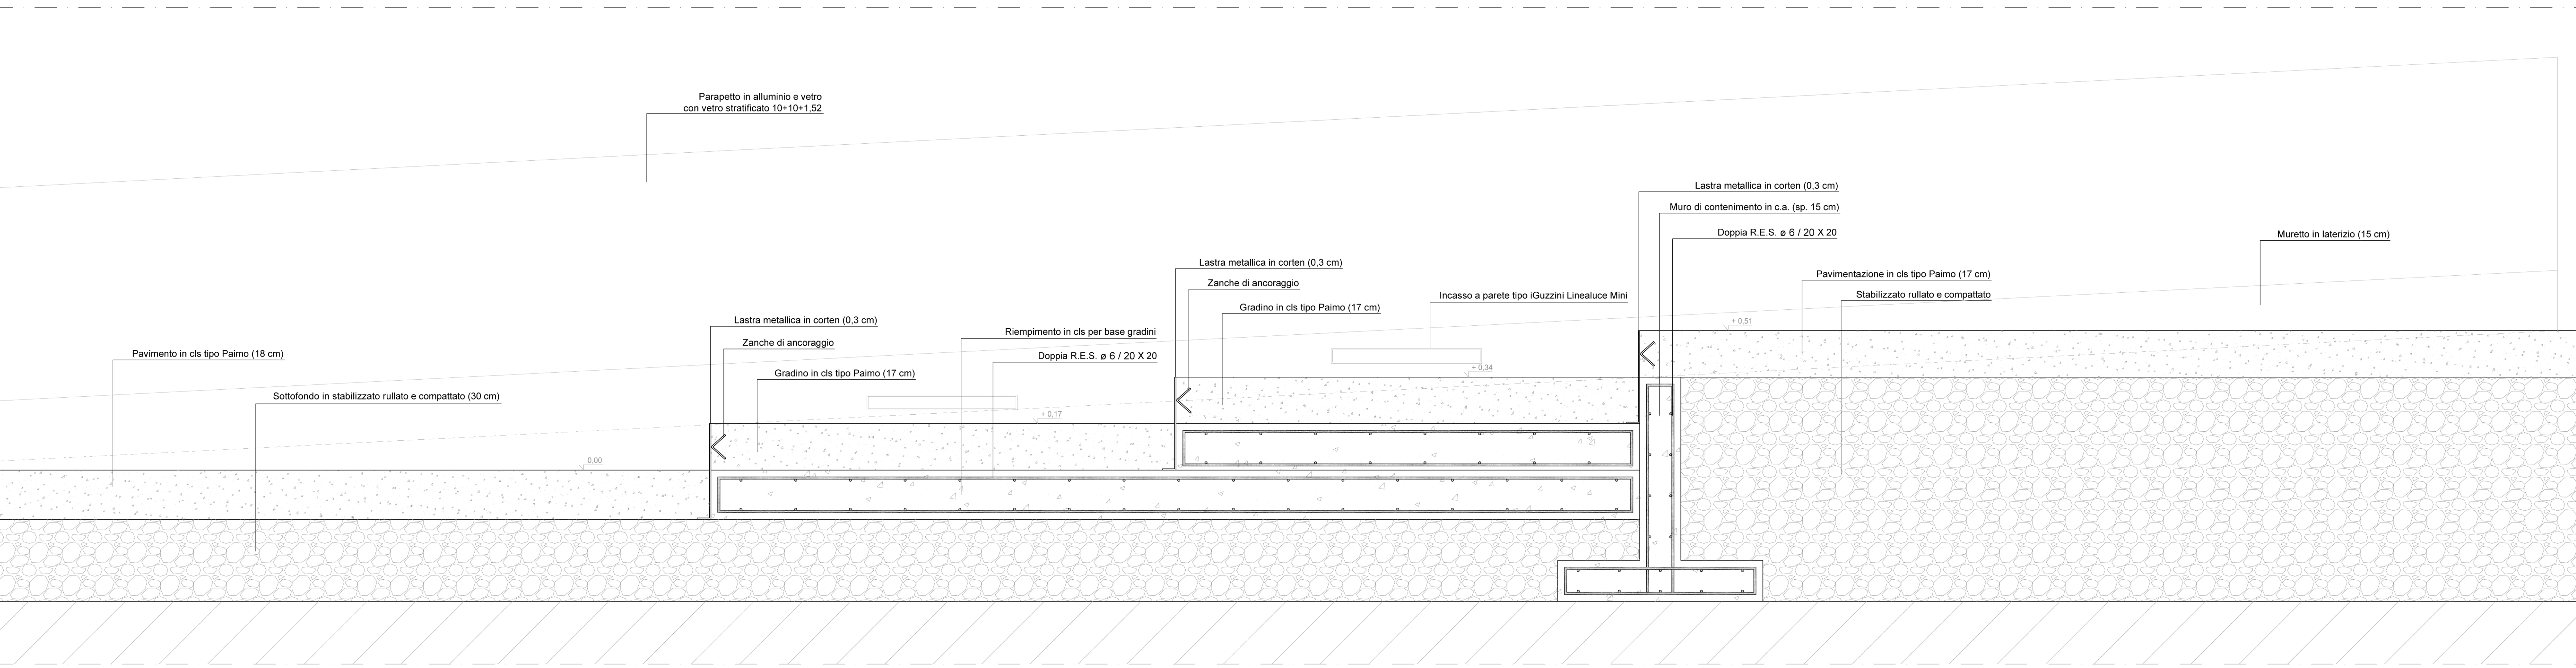 Parapetto in alluminio e vetro
con vetro stratificato 10+10+1,52
Lastra metallica in corten (0,3 cm)
Muro di contenimento in c.a. (sp. 15 cm)
Doppia R.E.S. ø 6 / 20 X 20
Muretto in laterizio (15 cm)
Lastra metallica in corten (0,3 cm)
Zanche di ancoraggio
Gradino in cls tipo Paimo (17 cm)
Incasso a parete tipo iGuzzini Linealuce Mini
Pavimentazione in cls tipo Paimo (17 cm)
Stabilizzato rullato e compattato
Lastra metallica in corten (0,3 cm)
Zanche di ancoraggio
Gradino in cls tipo Paimo (17 cm)
Riempimento in cls per base gradini
Doppia R.E.S. ø 6 / 20 X 20
Pavimento in cls tipo Paimo (18 cm)
Sottofondo in stabilizzato rullato e compattato (30 cm)
+ 0,51
+ 0,34
+ 0,17
0,00